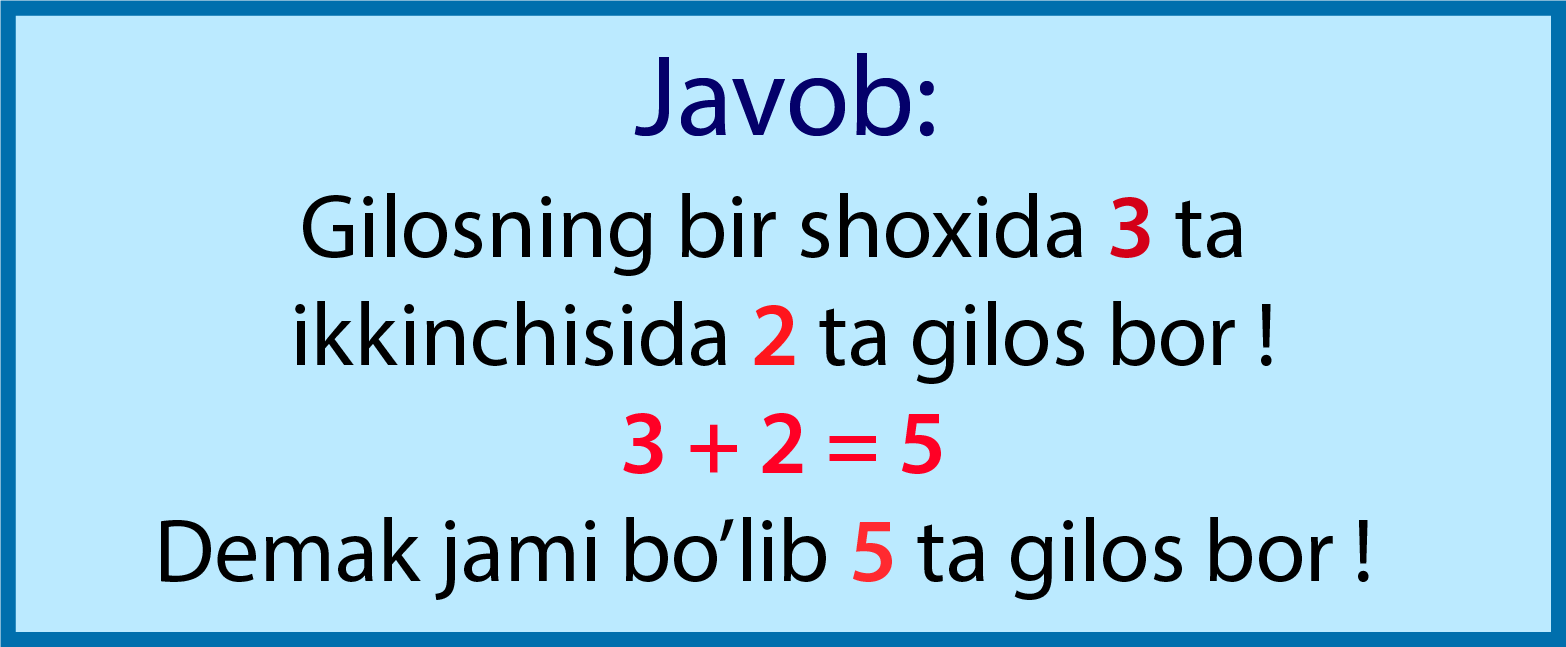 Javob:
Gilosning bir shoxida 3 ta
ikkinchisida 2 ta gilos bor !
3 + 2 = 5
Demak jami bo’lib 5 ta gilos bor !